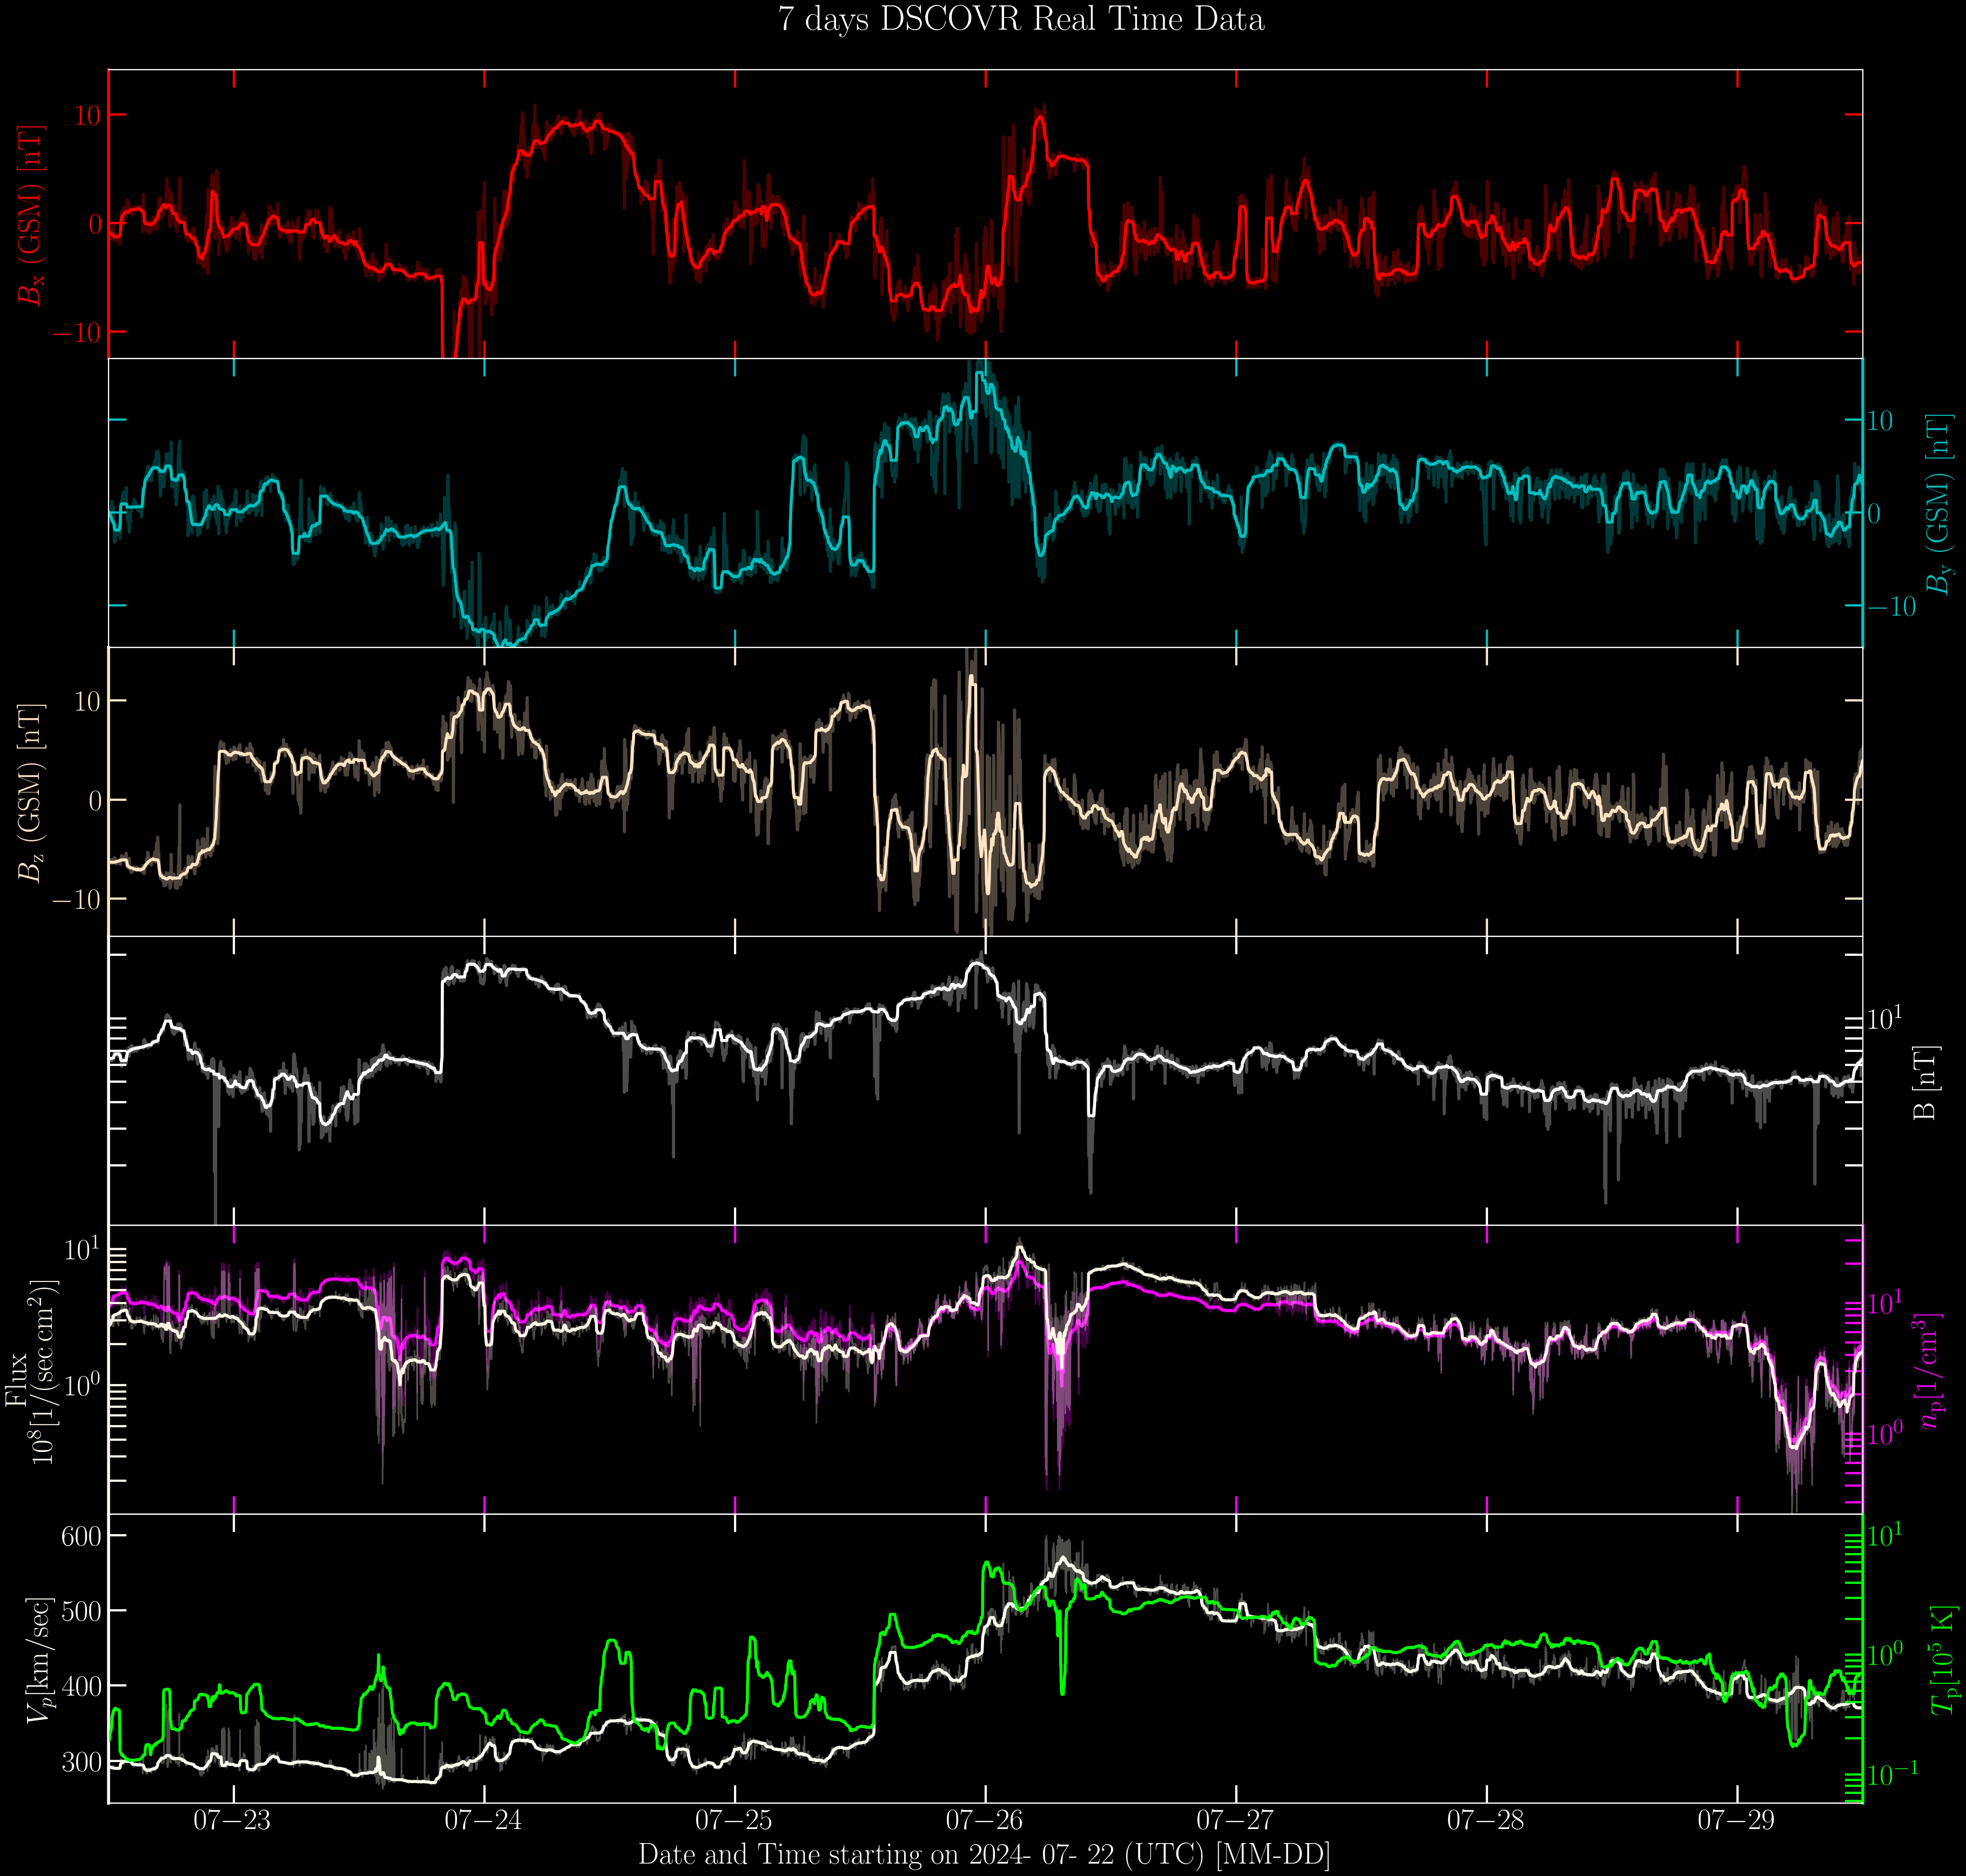 7 days DSCOVR Real Time Data
10
0
−10
Bx (GSM) [nT]
10
0
−10
By (GSM) [nT]
10
0
−10
Bz (GSM) [nT]
10^1
B [nT]
10^1
10^0
Flux
10^8[1/(sec cm^2)]
10^1
10^0
np[1/cm^3]
600
500
400
300
Vp[km/sec]
10^1
10^0
10^−1
Tp[10^5 K]
07−23 07−24 07−25 07−26 07−27 07−28 07−29
Date and Time starting on 2024- 07- 22 (UTC) [MM-DD]